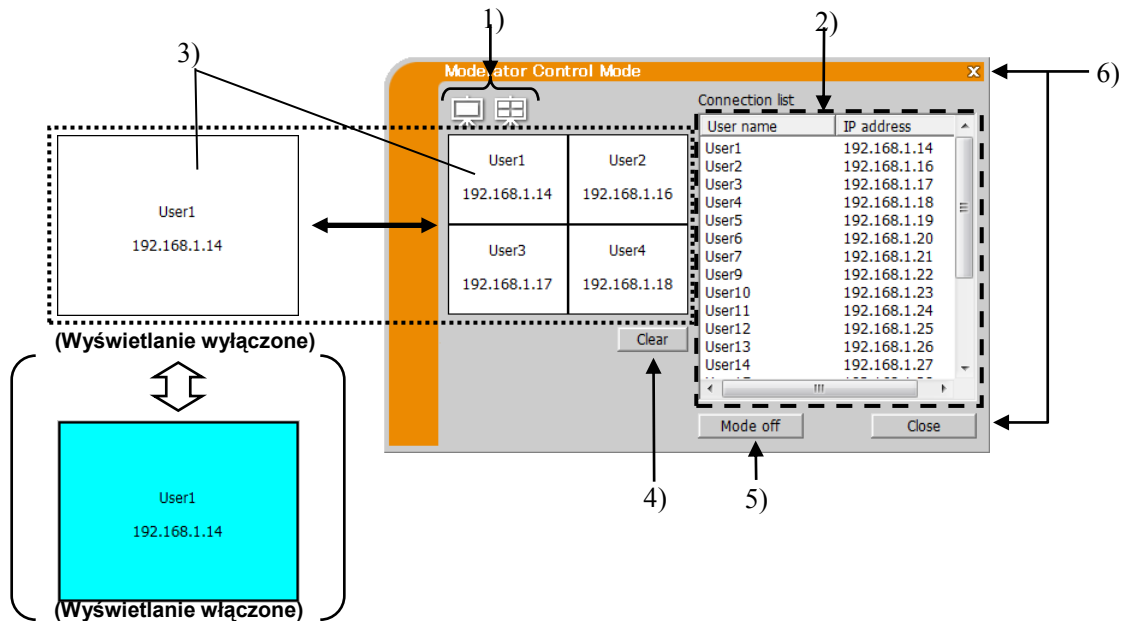 1)
2)
3)
6)
Moderator Control Mode
Connection list
User name IP address
User1 192.168.1.14
User2 192.168.1.16
User3 192.168.1.17
User4 192.168.1.18
User5 192.168.1.19
User6 192.168.1.20
User7 192.168.1.21
User9 192.168.1.22
User10 192.168.1.23
User11 192.168.1.24
User12 192.168.1.25
User13 192.168.1.26
User14 192.168.1.27
User1
192.168.1.14
User2
192.168.1.16
User3
192.168.1.17
User4
192.168.1.18
User1
192.168.1.14
(Wyświetlanie wyłączone)
Clear
Mode off
Close
4)
5)
User1
192.168.1.14
(Wyświetlanie włączone)